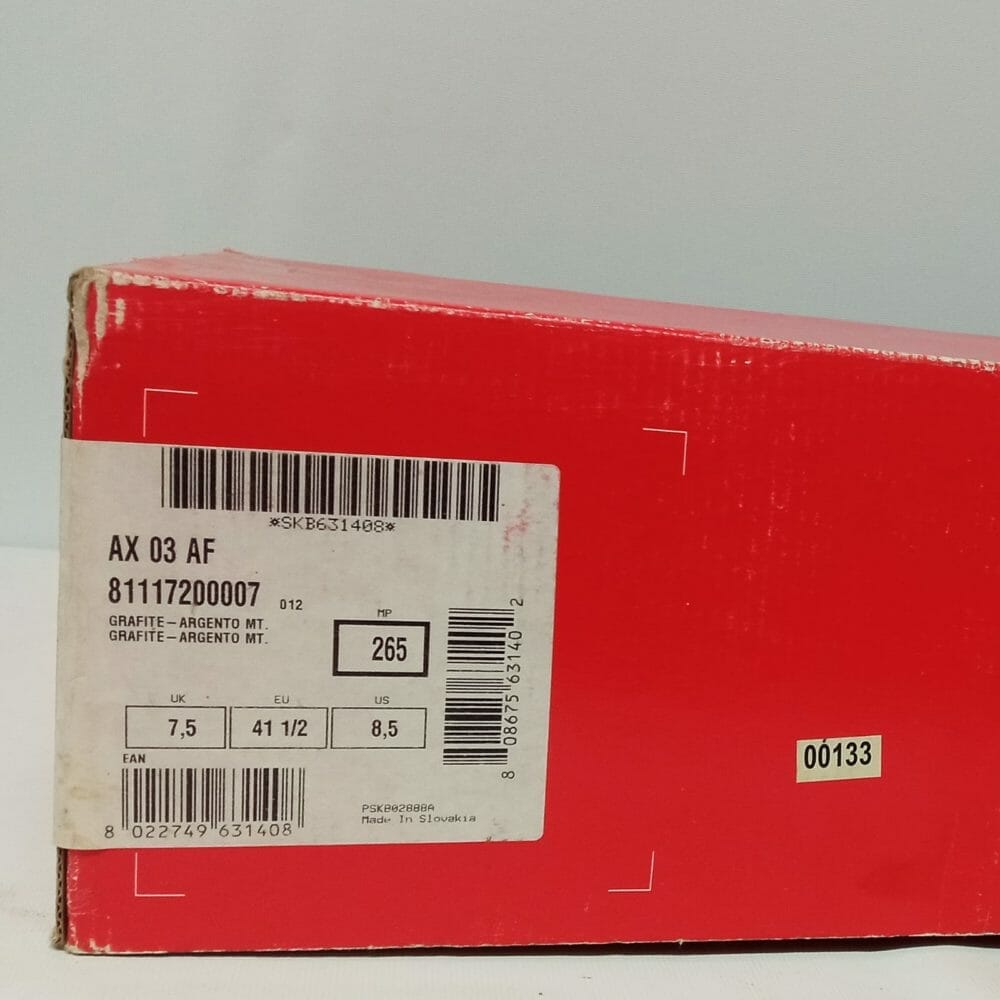 *SKB631408*
AX 03 AF
81117200007 012
GRAFITE-ARGENTO MT.
GRAFITE-ARGENTO MT.
MP
265
UK EU US
7,5 41 1/2 8,5
EAN
8 022749 631408
PSKB02888A
Made In Slovakia
8 08675 63140 2
00133